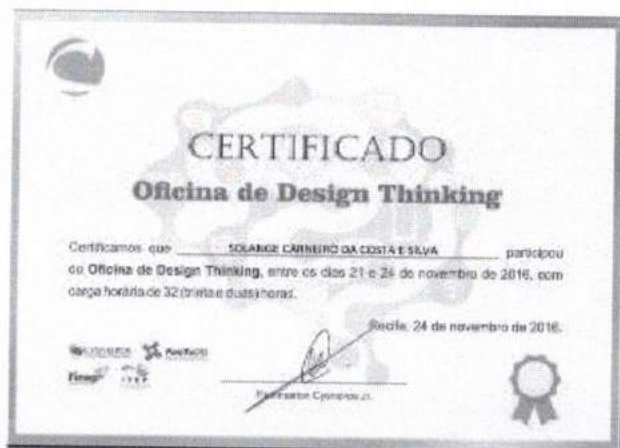 CERTIFICADO
Oficina de Design Thinking
Certificamos que SOLANGE CARNEIRO DA COSTA E SILVA participou
da Oficina de Design Thinking, entre os dias 21 e 24 de novembro de 2016, com
carga horária de 32 (trinta e duas) horas.
Recife, 24 de novembro de 2016.
Finep